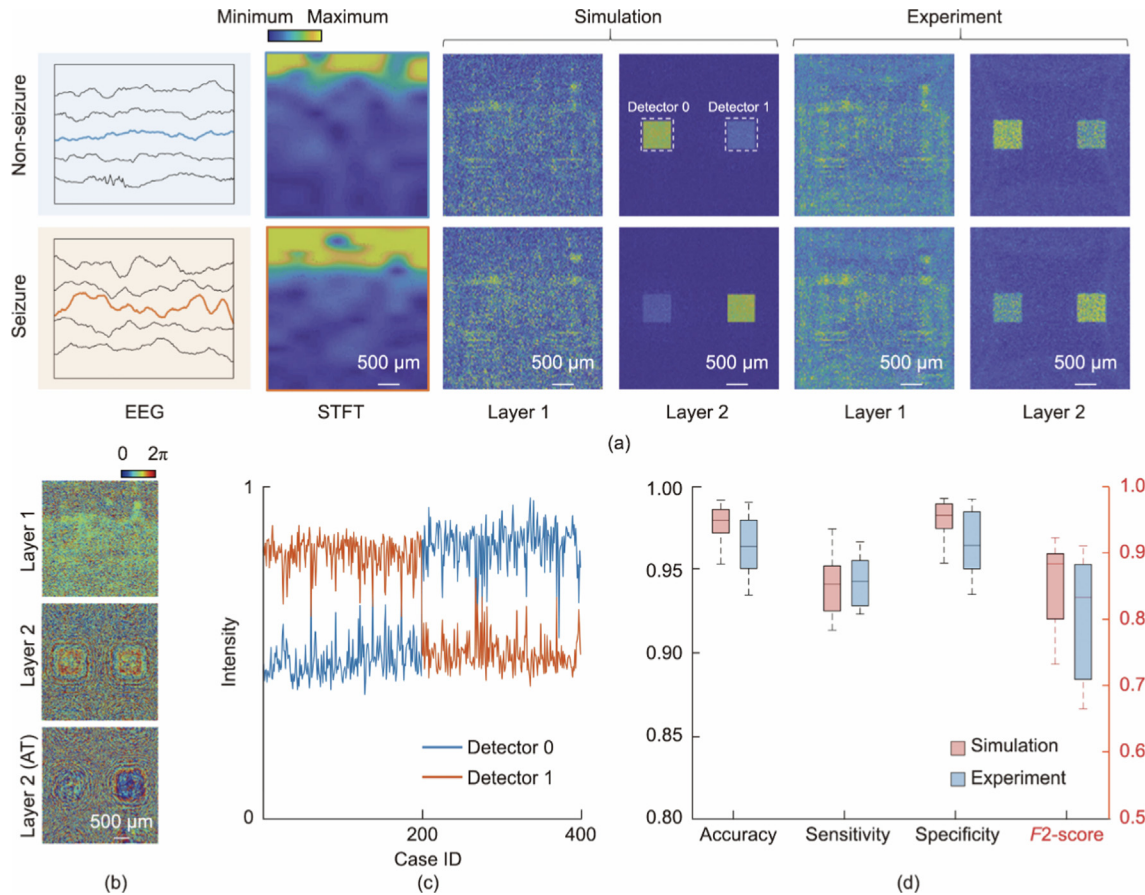 Minimum Maximum
Simulation
Experiment
Non-seizure
Detector 0
Detector 1
Seizure
500 μm
500 μm
500 μm
500 μm
500 μm
EEG
STFT
Layer 1
Layer 2
Layer 1
Layer 2
(a)
0 2π
Layer 1
Layer 2
Layer 2 (AT)
500 μm
(b)
1
Intensity
0
Detector 0
Detector 1
200
400
Case ID
(c)
1.00
0.95
0.90
0.85
0.80
1.0
0.9
0.8
0.7
0.6
0.5
Simulation
Experiment
Accuracy
Sensitivity
Specificity
F2-score
(d)